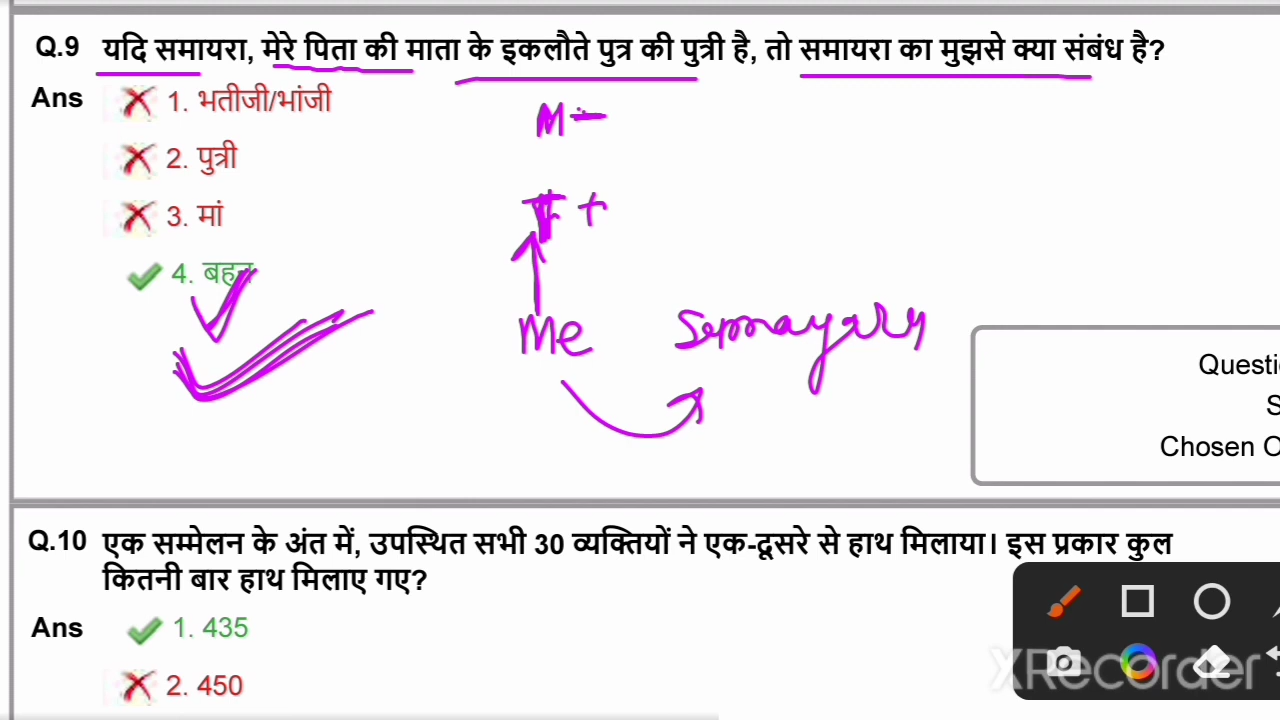 Q.9 यदि समायरा, मेरे पिता की माता के इकलौते पुत्र की पुत्री है, तो समायरा का मुझसे क्या संबंध है?
Ans 1. भतीजी/भांजी
2. पुत्री
3. मां
4. बहन
M -
F +
Me
Questi
S
Chosen O
Q.10 एक सम्मेलन के अंत में, उपस्थित सभी 30 व्यक्तियों ने एक-दूसरे से हाथ मिलाया। इस प्रकार कुल
कितनी बार हाथ मिलाए गए?
Ans 1. 435
2. 450
XRecorder